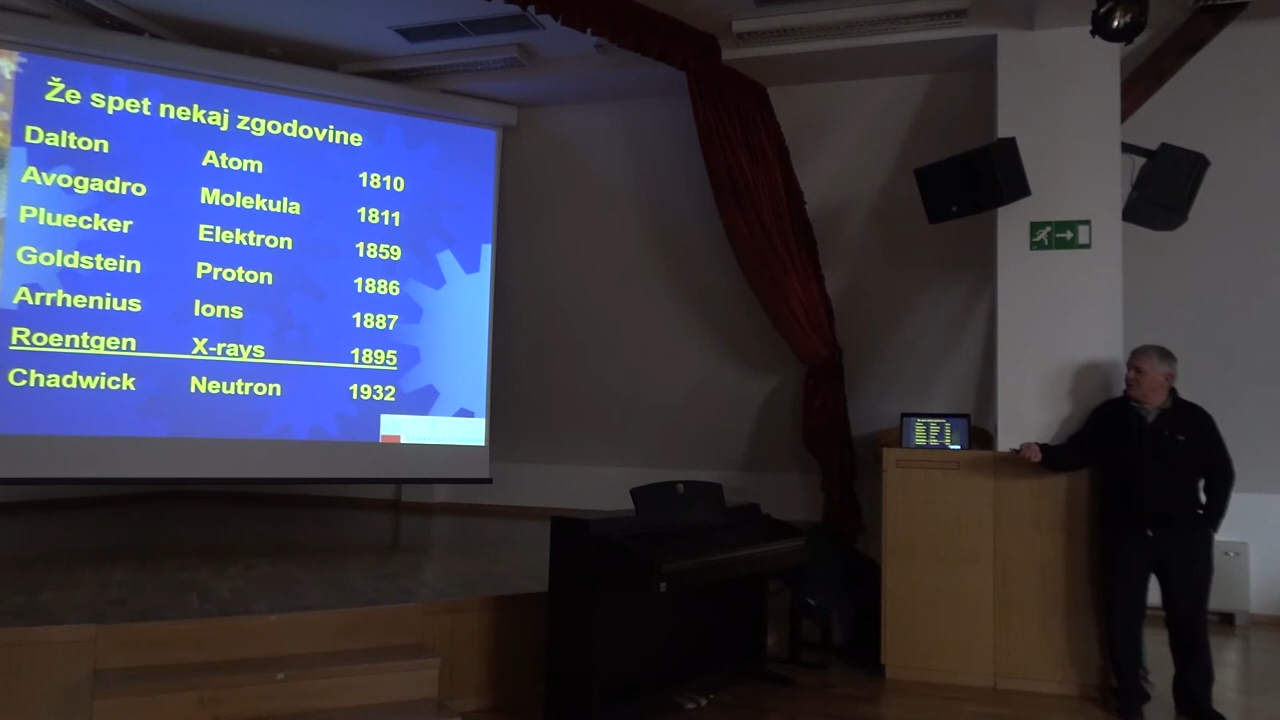 Že spet nekaj zgodovine
Dalton Atom 1810
Avogadro Molekula 1811
Pluecker Elektron 1859
Goldstein Proton 1886
Arrhenius Ions 1887
Roentgen X-rays 1895
Chadwick Neutron 1932